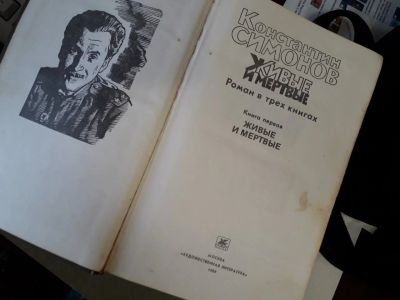 Константин
СИМОНОВ
ЖИВЫЕ
И МЕРТВЫЕ
Роман в трех книгах
Книга первая
ЖИВЫЕ
И МЕРТВЫЕ
МОСКВА
«ХУДОЖЕСТВЕННАЯ ЛИТЕРАТУРА»